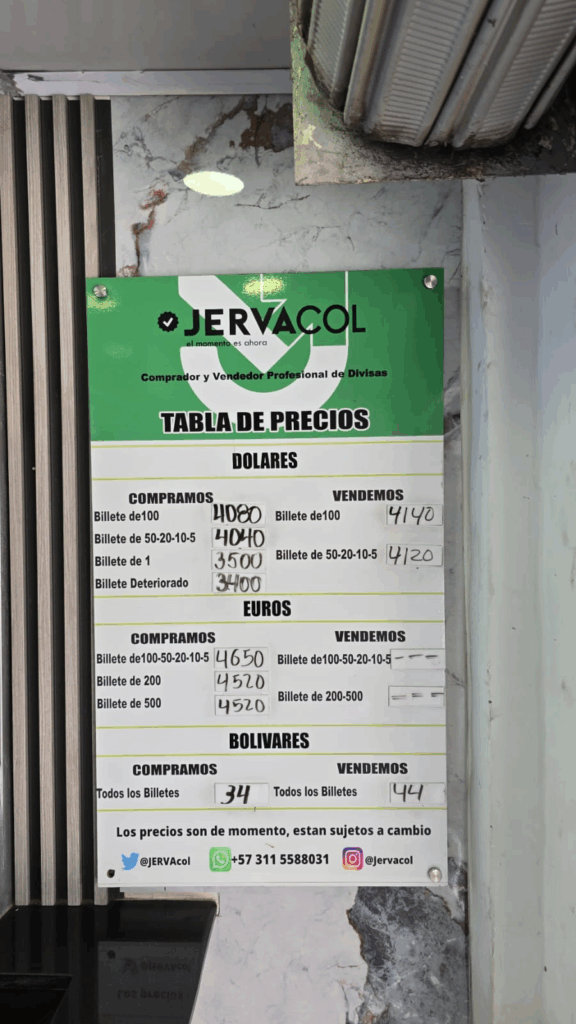 JERVACOL
el momento es ahora
Comprador y Vendedor Profesional de Divisas
TABLA DE PRECIOS
DOLARES
COMPRAMOS VENDEMOS
Billete de100 4080 Billete de100 4140
Billete de 50-20-10-5 4040
Billete de 50-20-10-5 4120
Billete de 1 3500
Billete Deteriorado 3400
EUROS
COMPRAMOS VENDEMOS
Billete de100-50-20-10-5 4650 Billete de100-50-20-10-5 ---
Billete de 200 4520
Billete de 200-500 ---
Billete de 500 4520
BOLIVARES
COMPRAMOS VENDEMOS
Todos los Billetes 34 Todos los Billetes 44
Los precios son de momento, estan sujetos a cambio
@JERVAcol +57 311 5588031 @Jervacol